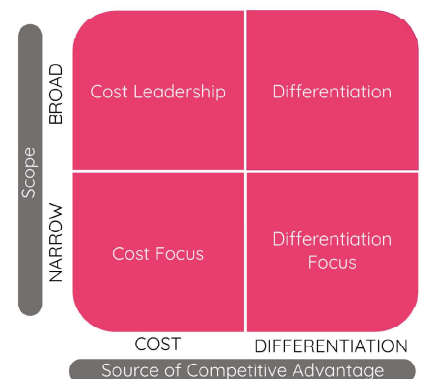 Scope
BROAD
Cost Leadership
Differentiation
NARROW
Cost Focus
Differentiation
Focus
COST
DIFFERENTIATION
Source of Competitive Advantage